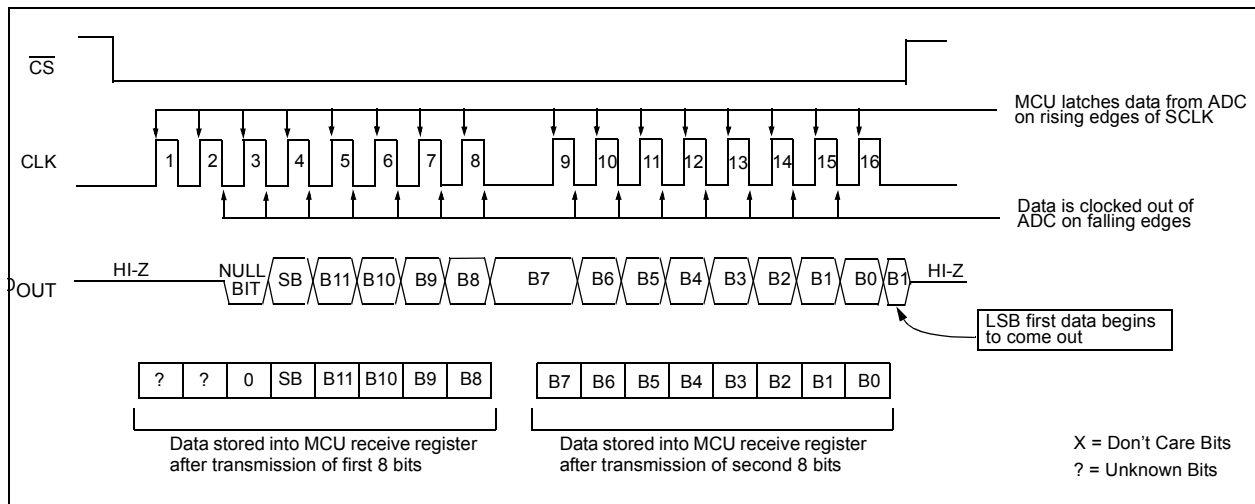 CS
MCU latches data from ADC
on rising edges of SCLK
CLK
1 2 3 4 5 6 7 8 9 10 11 12 13 14 15 16
Data is clocked out of
ADC on falling edges
DOUT
HI-Z
NULL
BIT
SB B11 B10 B9 B8 B7 B6 B5 B4 B3 B2 B1 B0 B1
HI-Z
LSB first data begins
to come out
? ? 0 SB B11 B10 B9 B8
B7 B6 B5 B4 B3 B2 B1 B0
Data stored into MCU receive register
after transmission of first 8 bits
Data stored into MCU receive register
after transmission of second 8 bits
X = Don't Care Bits
? = Unknown Bits